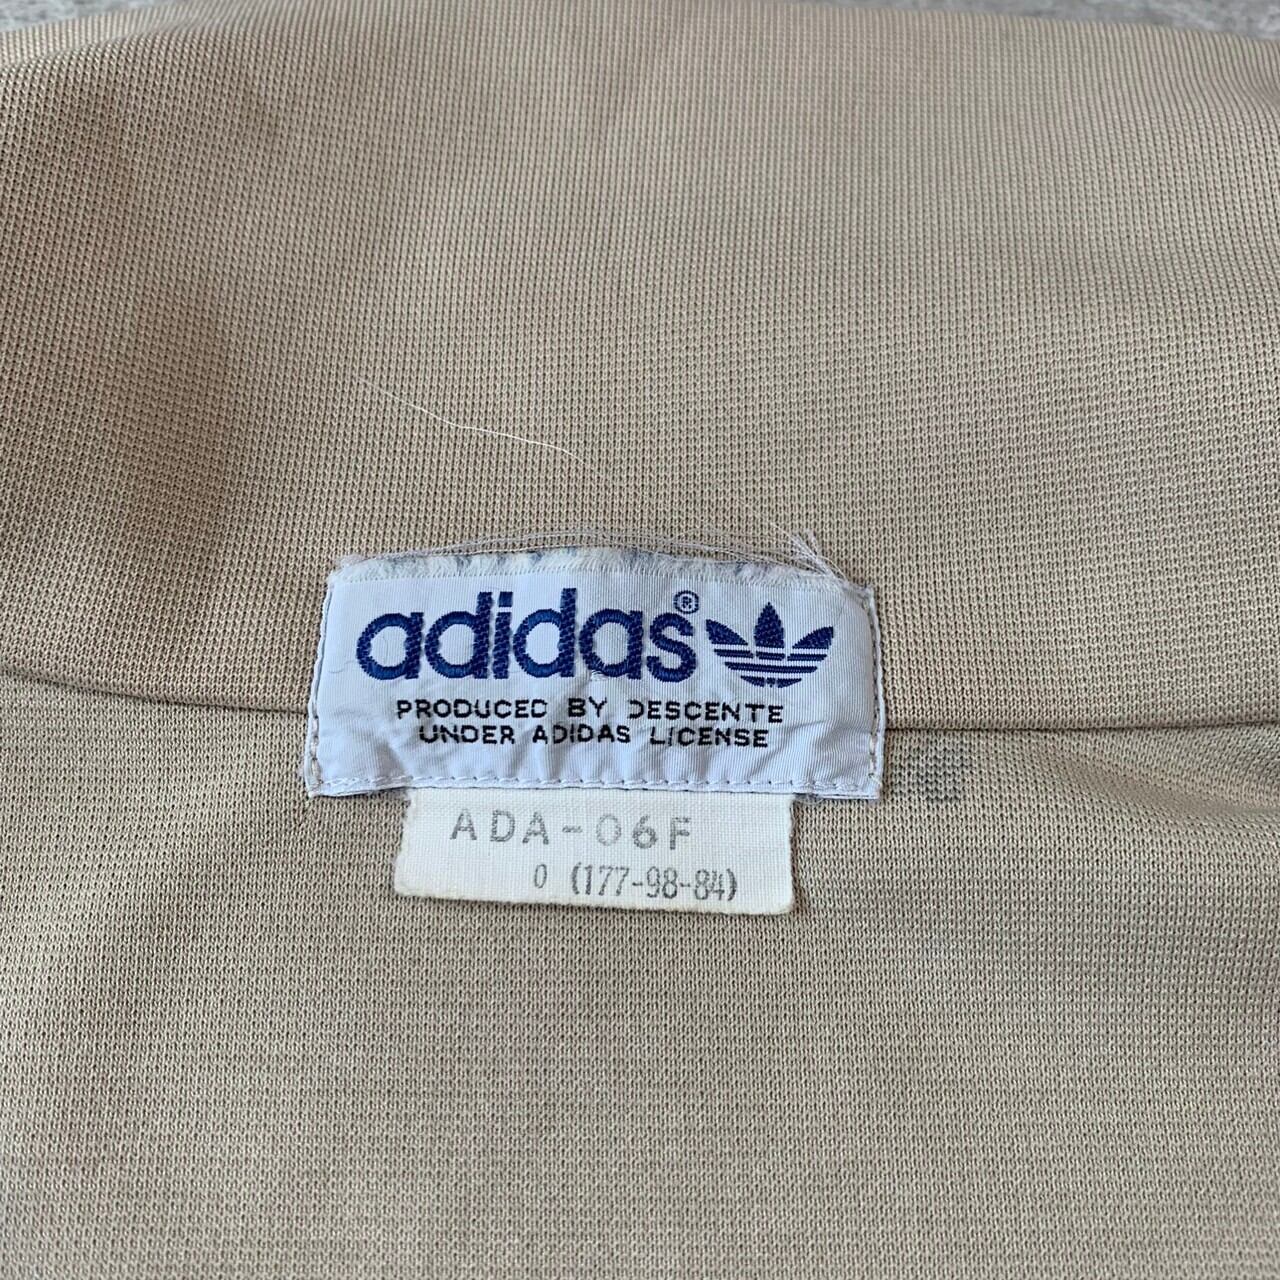 adidas®
PRODUCED BY DESCENTE
UNDER ADIDAS LICENSE
ADA-06F
0 (177-98-84)